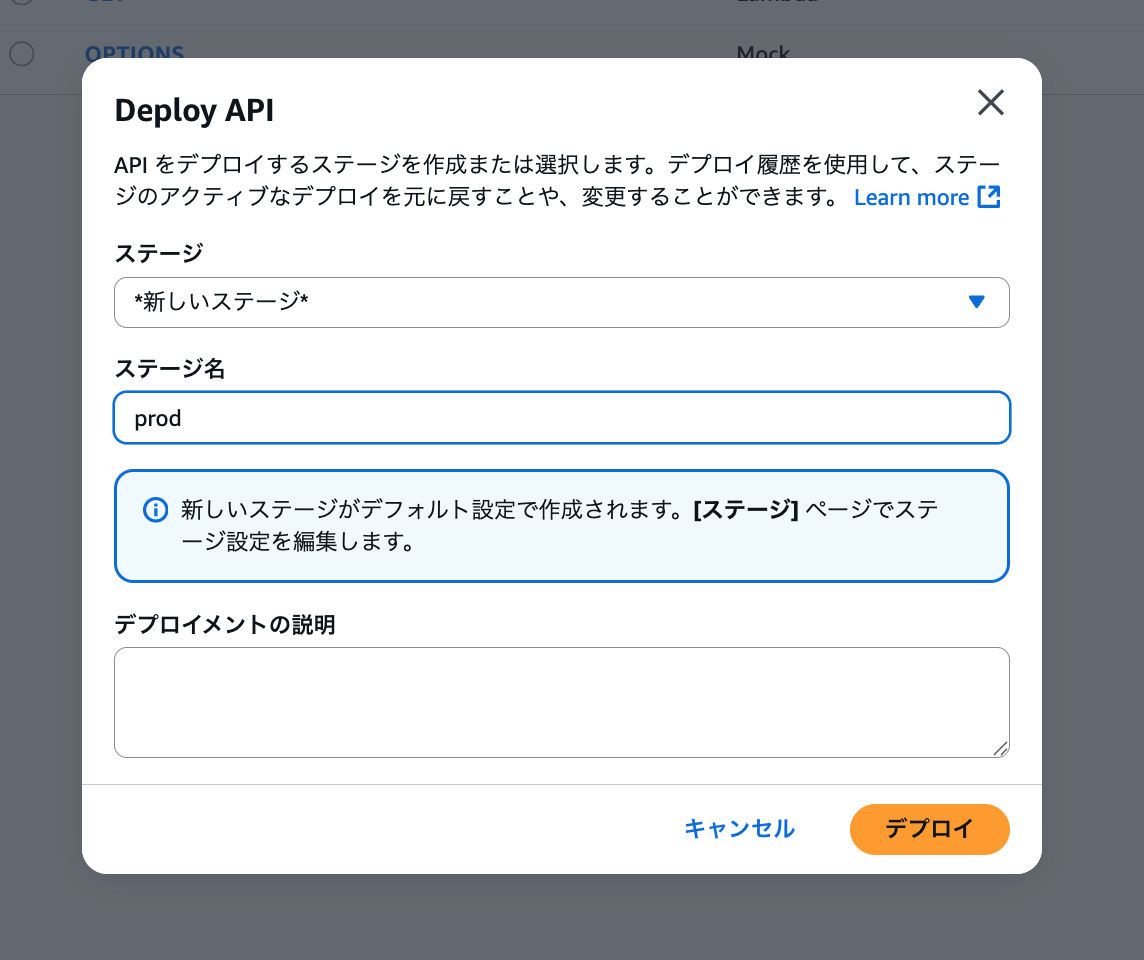 OPTIONS
Mock
Deploy API
API をデプロイするステージを作成または選択します。デプロイ履歴を使用して、ステー
ジのアクティブなデプロイを元に戻すことや、変更することができます。 Learn more
ステージ
*新しいステージ*
ステージ名
prod
新しいステージがデフォルト設定で作成されます。[ステージ] ページでステ
ージ設定を編集します。
デプロイメントの説明
キャンセル
デプロイ